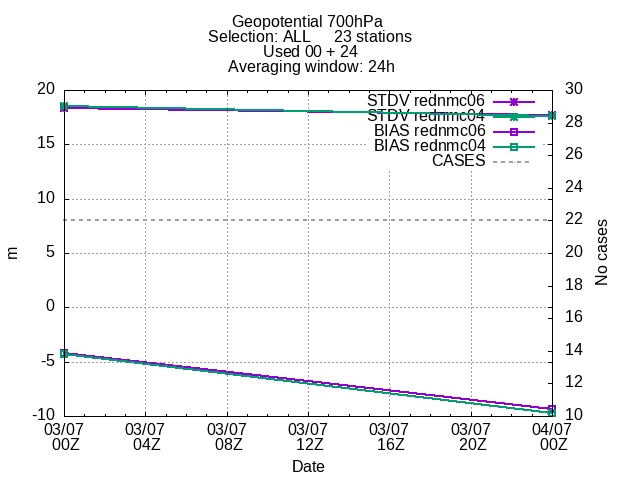 Geopotential 700hPa
Selection: ALL 23 stations
Used 00 + 24
Averaging window: 24h
20
15
10
5
0
-5
-10
m
30
28
26
24
22
20
18
16
14
12
10
No cases
STDV rednmc06
STDV rednmc04
BIAS rednmc06
BIAS rednmc04
CASES
03/07 03/07 03/07 03/07 03/07 03/07 04/07
00Z 04Z 08Z 12Z 16Z 20Z 00Z
Date